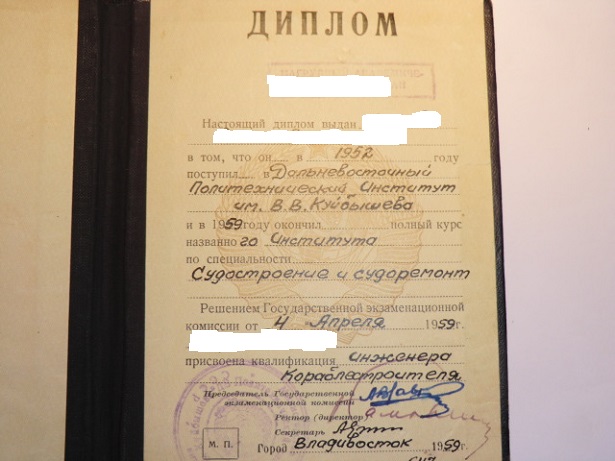 ДИПЛОМ
Настоящий диплом выдан
в том, что он в 1952 году
поступил в Дальневосточный
Политехнический Институт
им. В.В. Куйбышева
и в 1959 году окончил полный курс
названного Института
по специальности
Судостроение и судоремонт
Решением Государственной экзаменационной
комиссии от 4 Апреля 1959г.
присвоена квалификация инженера
Кораблестроителя
Председатель Государственной
экзаменационной комиссии
Ректор (директор)
Секретарь
М. П.
Город Владивосток 1959г.